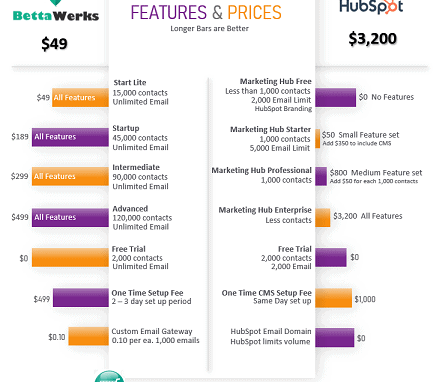 BettaWerks
$49
FEATURES & PRICES
Longer Bars are Better
HubSpot
$3,200
$49 All Features
Start Lite
15,000 contacts
Unlimited Email
Marketing Hub Free
Less than 1,000 contacts
2,000 Email Limit
HubSpot Branding
$0 No Features
$189 All Features
Startup
45,000 contacts
Unlimited Email
Marketing Hub Starter
1,000 contacts
5,000 Email Limit
$50 Small Feature set
Add $350 to include CMS
$299 All Features
Intermediate
90,000 contacts
Unlimited Email
Marketing Hub Professional
1,000 contacts
$800 Medium Feature set
Add $50 for each 1,000 contacts
$499 All Features
Advanced
120,000 contacts
Unlimited Email
Marketing Hub Enterprise
Less contacts
$3,200 All Features
$0
Free Trial
2,000 contacts
Unlimited Email
Free Trial
2,000 contacts
2,000 Email
$0
$499
One Time Setup Fee
2 – 3 day set up period
One Time CMS Setup Fee
Same Day set up
$1,000
$0.10
Custom Email Gateway
0.10 per ea. 1,000 emails
HubSpot Email Domain
HubSpot limits volume
$0